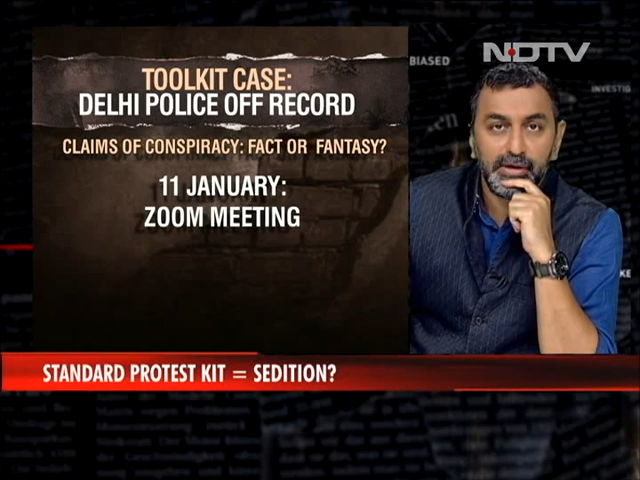 NDTV
BIASED
INVESTIG
TOOLKIT CASE:
DELHI POLICE OFF RECORD
CLAIMS OF CONSPIRACY: FACT OR FANTASY?
11 JANUARY:
ZOOM MEETING
STANDARD PROTEST KIT = SEDITION?